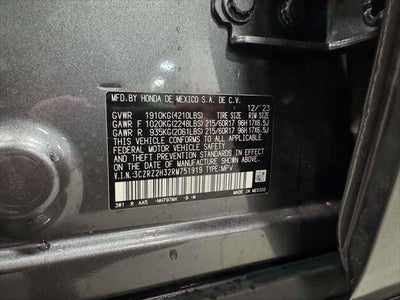 MFD. BY HONDA DE MEXICO S.A. DE C.V. 12/'23
GVWR 1910KG(4210LBS) TIRE SIZE RIM SIZE
GAWR F 1020KG(2248LBS) 215/60R17 96H 17X6.5J
GAWR R 935KG(2061LBS) 215/60R17 96H 17X6.5J
THIS VEHICLE CONFORMS TO ALL APPLICABLE
FEDERAL MOTOR VEHICLE SAFETY AND THEFT
PREVENTION STANDARDS IN EFFECT ON THE
DATE OF MANUFACTURE SHOWN ABOVE.
V.I.N.:3CZRZ2H32RM751919 TYPE:MPV
3W1 R AA5 -NH797MX -B -W
MADE IN MEXICO